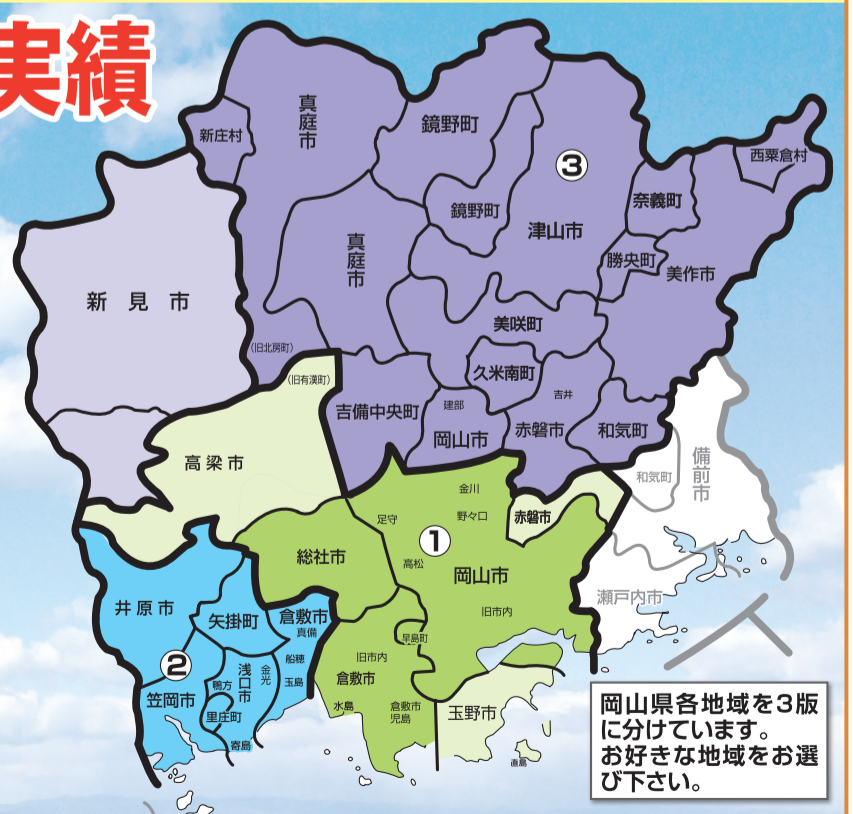 実績
真庭市
新庄村
鏡野町
③
西粟倉村
奈義町
鏡野町
津山市
勝央町
美作市
真庭市
新見市
美咲町
(旧北房町)
久米南町
(旧有漢町)
吉井
建部
吉備中央町
岡山市
赤磐市
和気町
備前市
和気町
高梁市
金川
足守
野々口
赤磐市
①
総社市
高松
岡山市
瀬戸内市
井原市
矢掛町
倉敷市
真備
旧市内
早島町
②
浅口市
金光
船穂
旧市内
倉敷市
鴨方
玉島
笠岡市
里庄町
水島
倉敷市
児島
玉野市
寄島
直島
岡山県各地域を3版
に分けています。
お好きな地域をお選
び下さい。